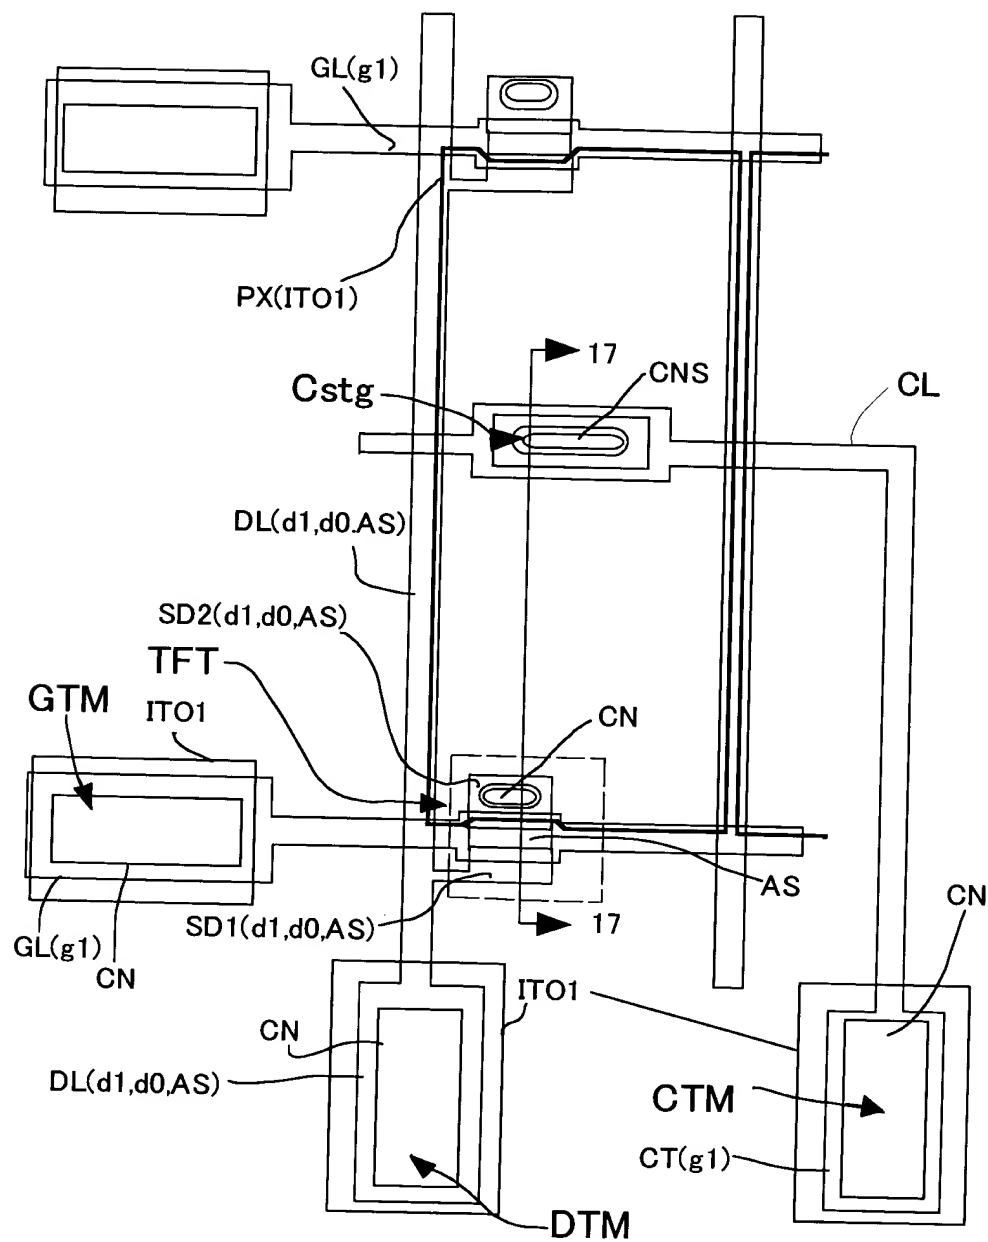 GL(g1)
PX(ITO1)
17
CNS
Cstg
CL
DL(d1,d0.AS)
SD2(d1,d0,AS)
TFT
GTM
ITO1
CN
AS
SD1(d1,d0,AS)
17
CN
GL(g1)
CN
ITO1
CN
DL(d1,d0,AS)
CTM
CT(g1)
DTM